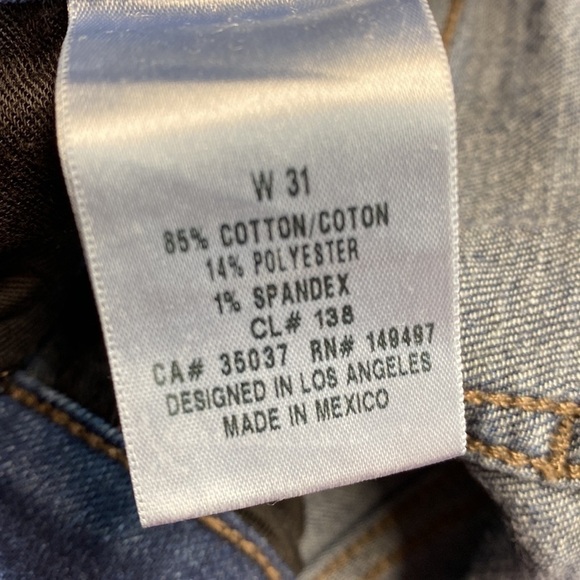 W 31
85% COTTON/COTON
14% POLYESTER
1% SPANDEX
CL# 138
CA# 35037 RN# 149497
DESIGNED IN LOS ANGELES
MADE IN MEXICO